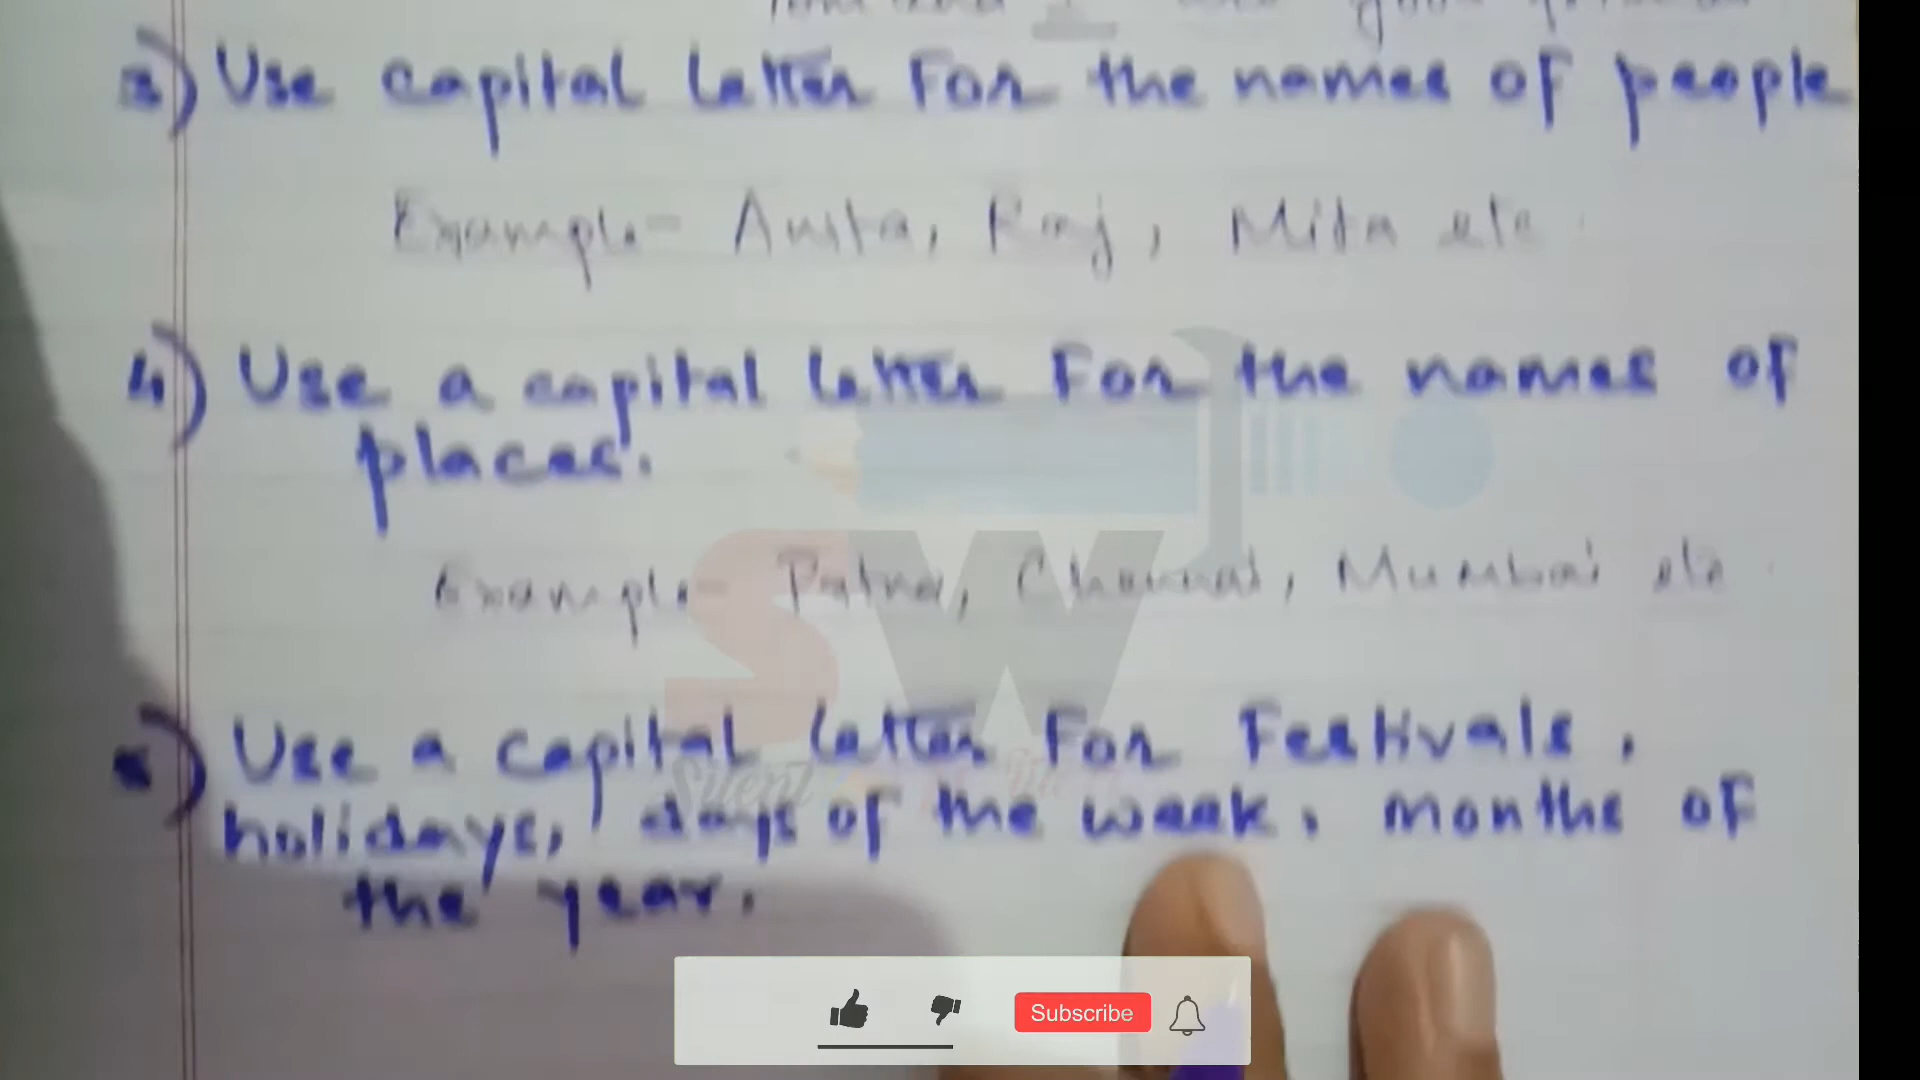 3) Use capital letter for the names of people
Example- Anita, Raj, Mita etc
4) Use a capital letter for the names of
places.
Example- Patna, Chennai, Mumbai etc
5) Use a capital letter for Festivals,
holidays, days of the week, months of
the year.
SW
Silent
Subscribe